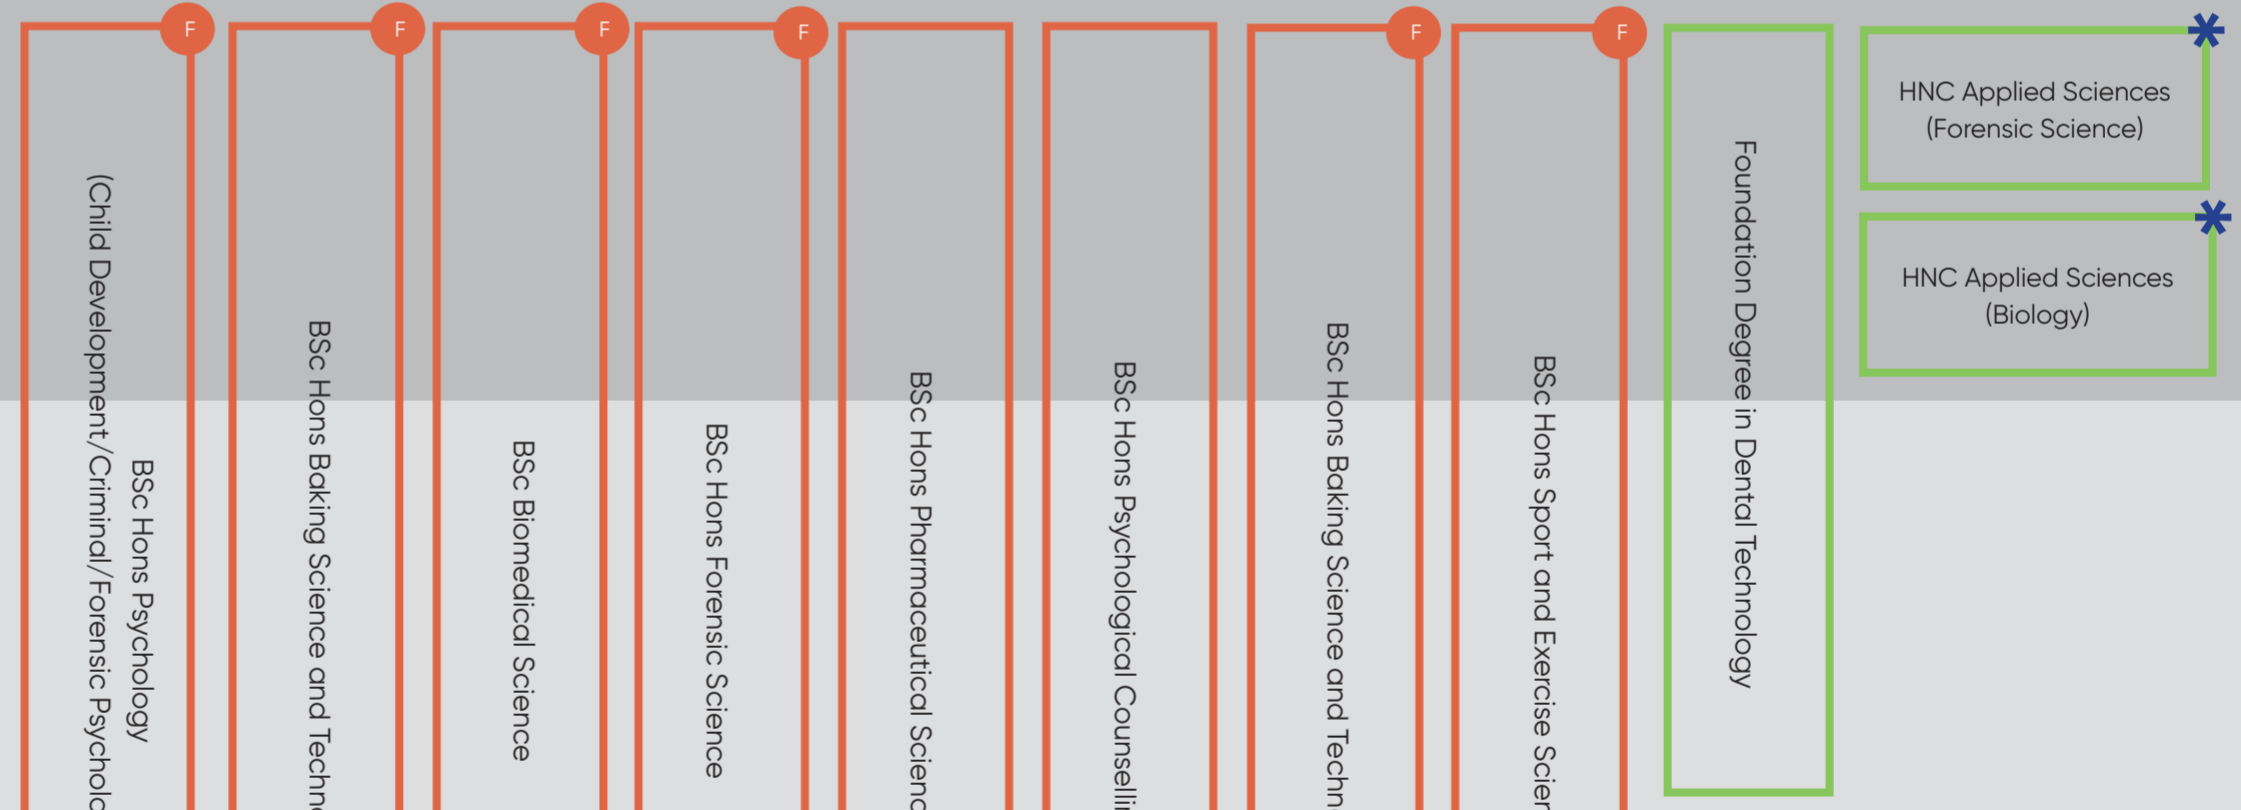 F
BSc Hons Psychology
(Child Development/Criminal/Forensic
F
BSc Hons Baking Science and
F
BSc Biomedical Science
F
BSc Hons Forensic Science
BSc Hons Pharmaceutical
BSc Hons Psychological
F
BSc Hons Baking Science and
F
BSc Hons Sport and Exercise
Foundation Degree in Dental Technology
HNC Applied Sciences
(Forensic Science)
HNC Applied Sciences
(Biology)